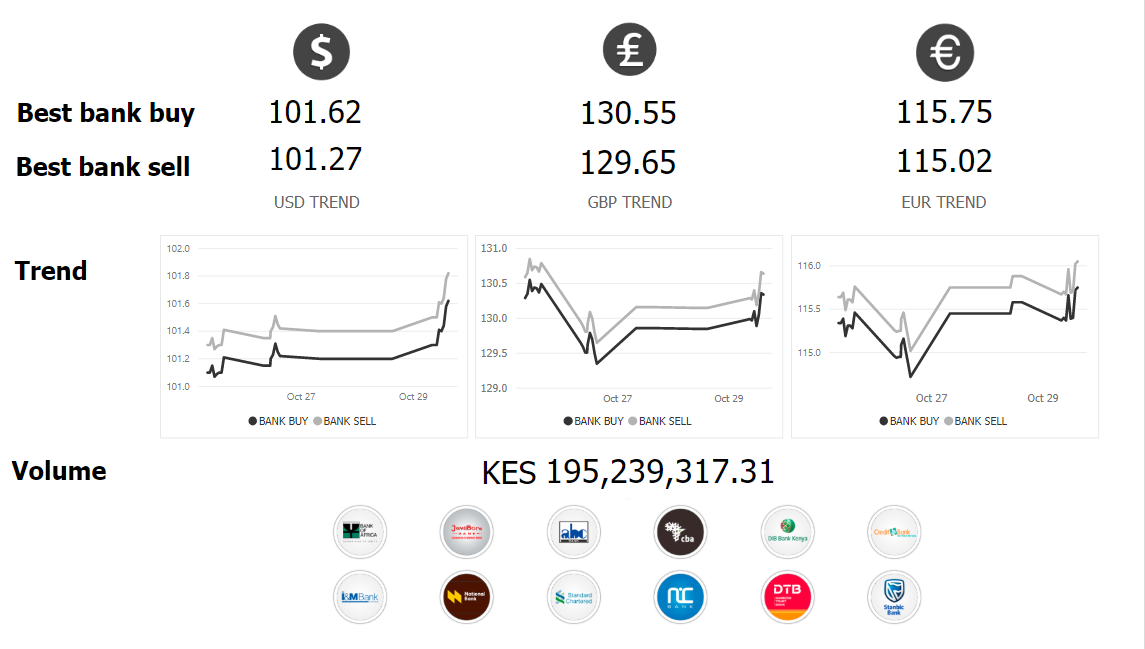 $ £ €
Best bank buy 101.62 130.55 115.75
Best bank sell 101.27 129.65 115.02
USD TREND GBP TREND EUR TREND
Trend
102.0
101.8
101.6
101.4
101.2
101.0
Oct 27 Oct 29
BANK BUY BANK SELL
131.0
130.5
130.0
129.5
129.0
Oct 27 Oct 29
BANK BUY BANK SELL
116.0
115.5
115.0
Oct 27 Oct 29
BANK BUY BANK SELL
Volume KES 195,239,317.31
BANK
OF
AFRICA
JamiiBora
BANK
abc
BANK
cba
DIB Bank Kenya
Credit Bank
I&M Bank
National
Bank
Standard
Chartered
NIC
BANK
DTB
Stanbic
Bank